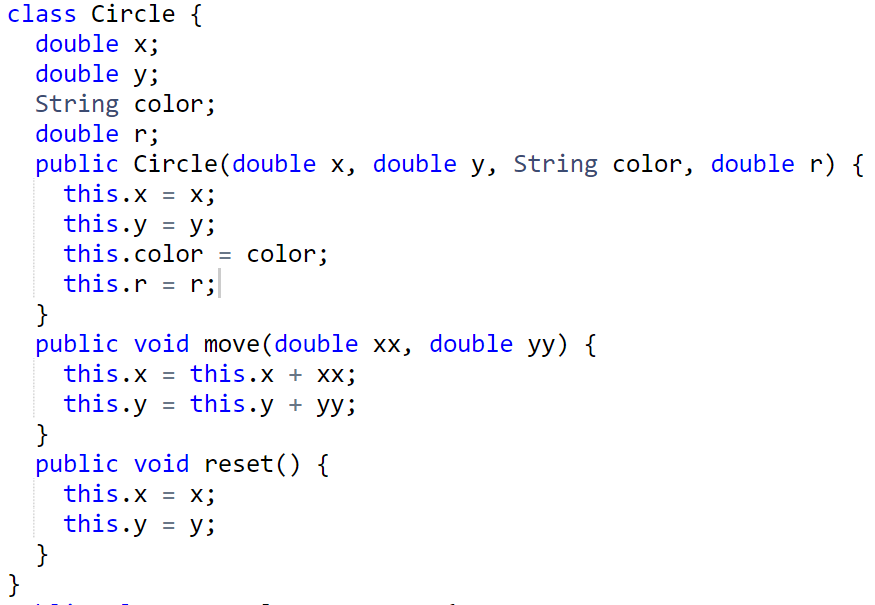 class Circle {
double x;
double y;
String color;
double r;
public Circle(double x, double y, String color, double r) {
this.x = x;
this.y = y;
this.color = color;
this.r = r;
}
public void move(double xx, double yy) {
this.x = this.x + xx;
this.y = this.y + yy;
}
public void reset() {
this.x = x;
this.y = y;
}
}